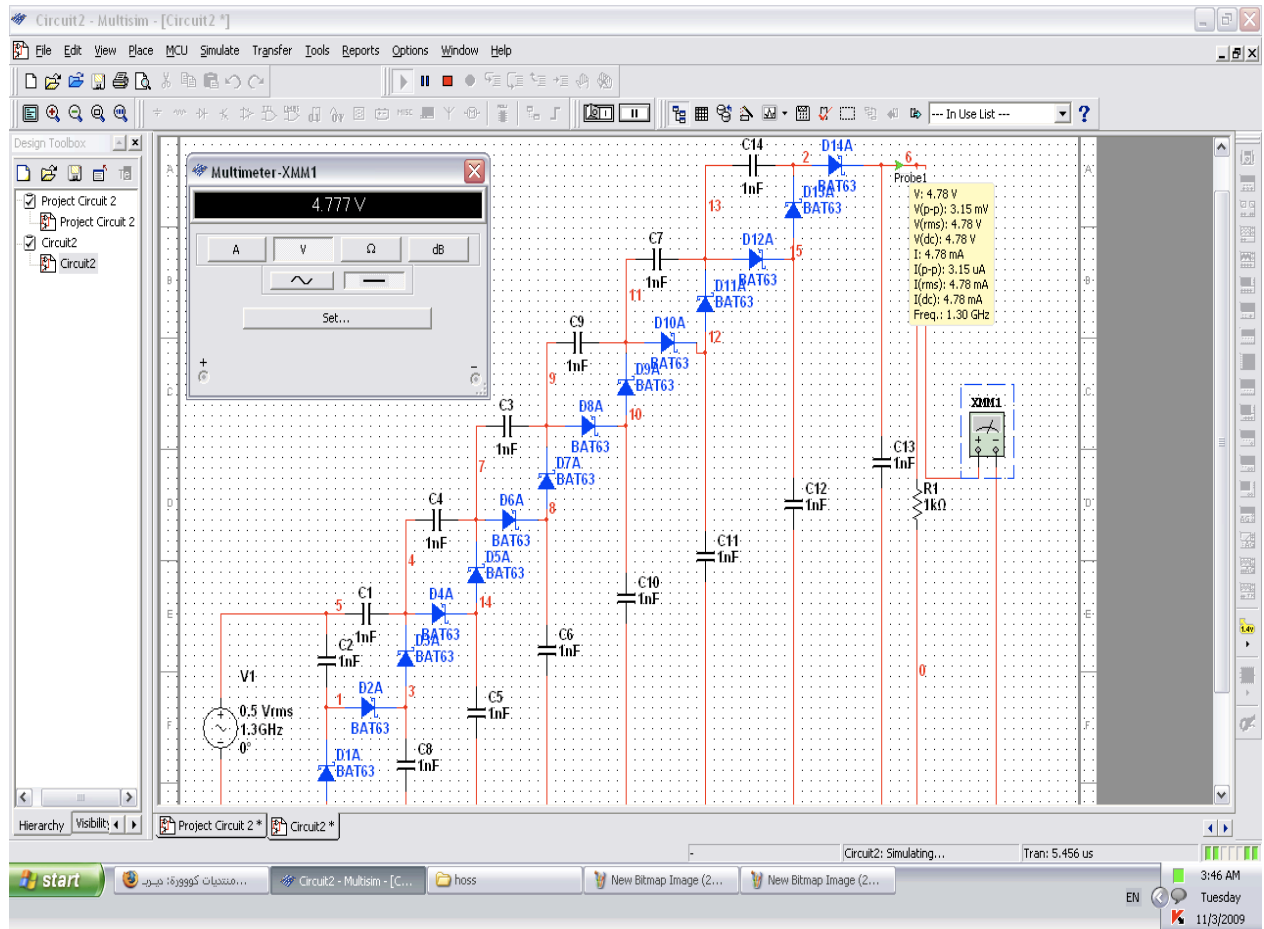 Circuit2 - Multisim - [Circuit2 *]
File Edit View Place MCU Simulate Transfer Tools Reports Options Window Help
--- In Use List ---
Design Toolbox
Project Circuit 2
Project Circuit 2
Circuit2
Circuit2
Hierarchy Visibility
Multimeter-XMM1
4.777 V
A V Ω dB
Set...
+ -
A
B
C
D
E
F
C14
1nF
2
D14A
BAT63
6
Probe1
V: 4.78 V
V(p-p): 3.15 mV
V(rms): 4.78 V
V(dc): 4.78 V
I: 4.78 mA
I(p-p): 3.15 uA
I(rms): 4.78 mA
I(dc): 4.78 mA
Freq.: 1.30 GHz
13
BAT63
C7
1nF
D12A
BAT63
15
11
D11A
BAT63
C9
1nF
D10A
BAT63
12
9
D9A
BAT63
C3
1nF
D8A
BAT63
10
XMM1
7
D7A
BAT63
C13
1nF
C4
1nF
D6A
BAT63
8
C12
1nF
R1
1kΩ
4
D5A
BAT63
C11
1nF
C1
1nF
5
D4A
BAT63
14
C10
1nF
C2
1nF
D3A
BAT63
C6
1nF
V1
0.5 Vrms
1.3GHz
0°
1
D2A
BAT63
3
C5
1nF
0
D1A
BAT63
C8
1nF
Project Circuit 2 * Circuit2 *
- Circuit2: Simulating... Tran: 5.456 us
start
Circuit2 - Multisim - [C...
hoss
New Bitmap Image (2...
New Bitmap Image (2...
EN
3:46 AM
Tuesday
11/3/2009